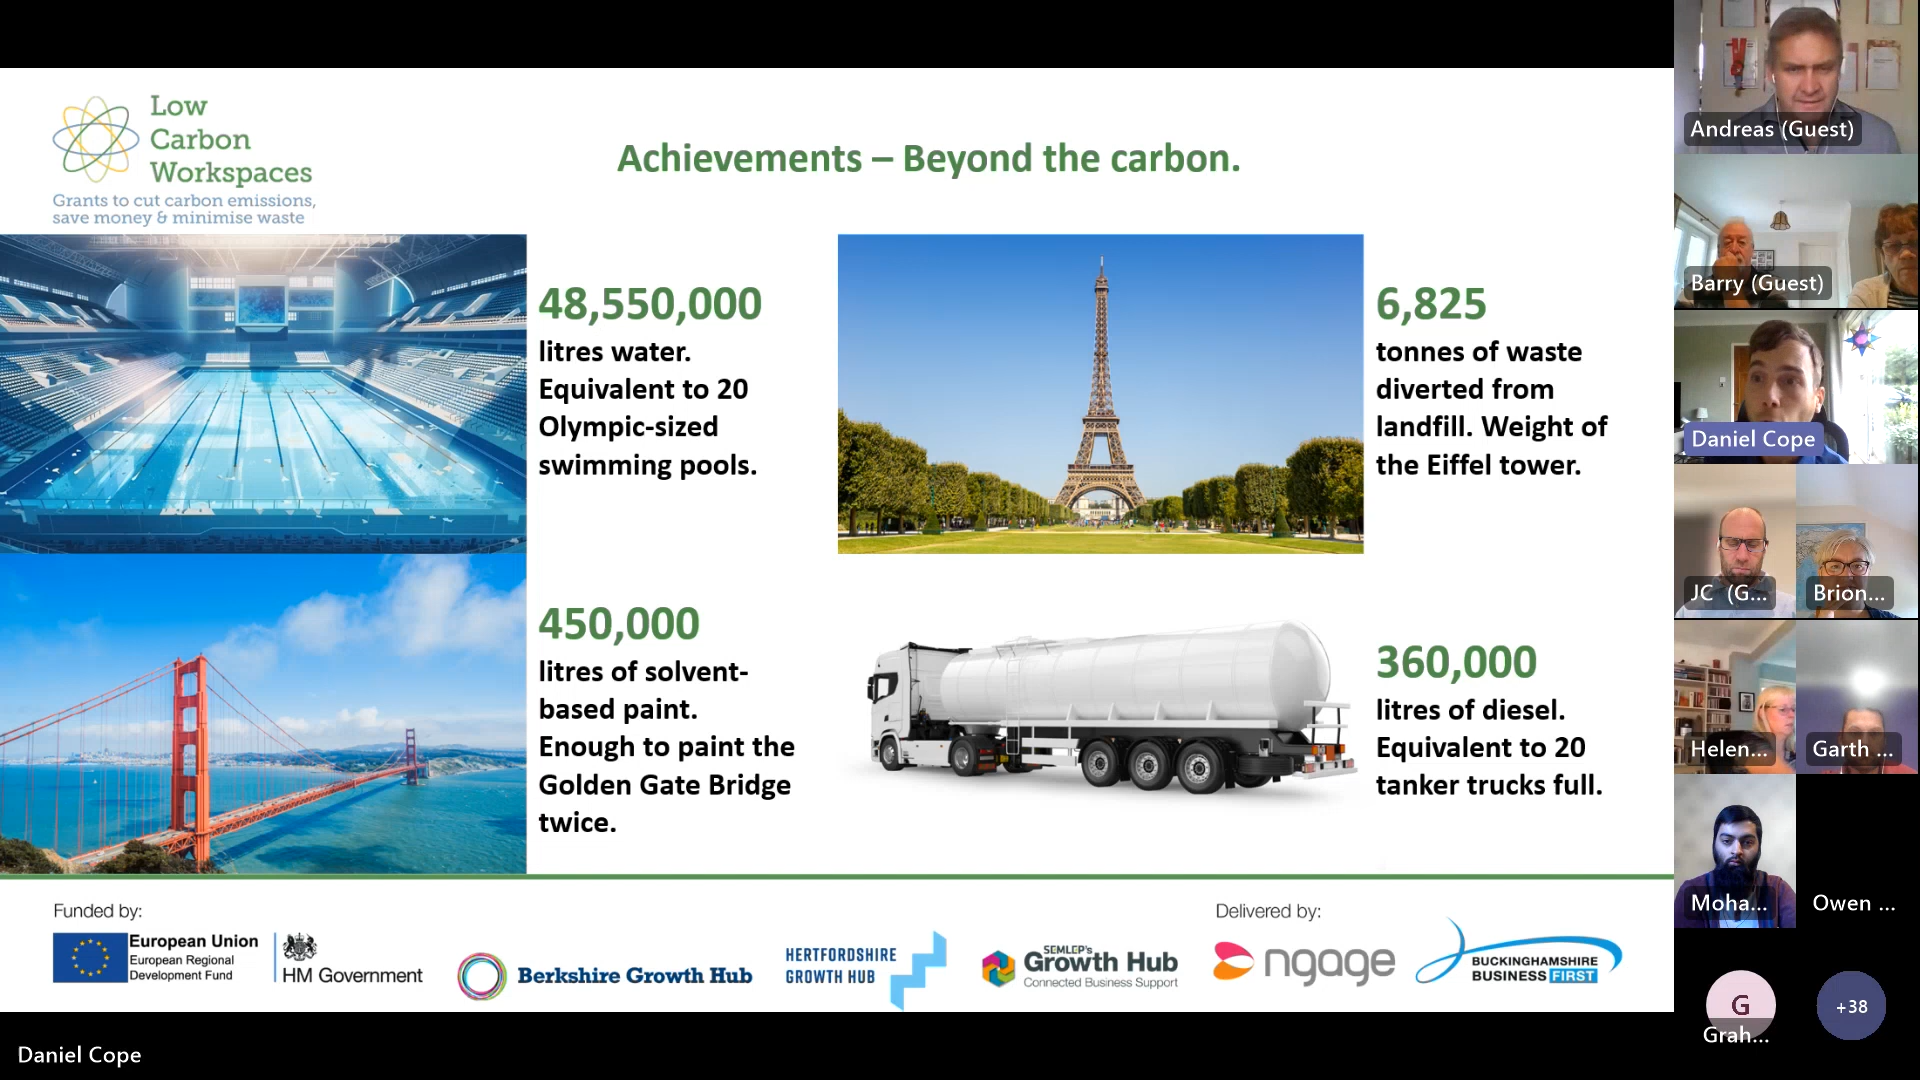 Low
Carbon
Workspaces
Grants to cut carbon emissions,
save money & minimise waste
Achievements – Beyond the carbon.
48,550,000
litres water.
Equivalent to 20
Olympic-sized
swimming pools.
6,825
tonnes of waste
diverted from
landfill. Weight of
the Eiffel tower.
450,000
litres of solvent-
based paint.
Enough to paint the
Golden Gate Bridge
twice.
360,000
litres of diesel.
Equivalent to 20
tanker trucks full.
Funded by:
European Union
European Regional
Development Fund
HM Government
Berkshire Growth Hub
HERTFORDSHIRE
GROWTH HUB
SEMLEP's
Growth Hub
Connected Business Support
Delivered by:
ngage
BUCKINGHAMSHIRE
BUSINESS FIRST
Daniel Cope
Andreas (Guest)
Barry (Guest)
Daniel Cope
JC (G...
Brion...
Helen...
Garth ...
Moha...
Owen ...
G
Grah...
+38